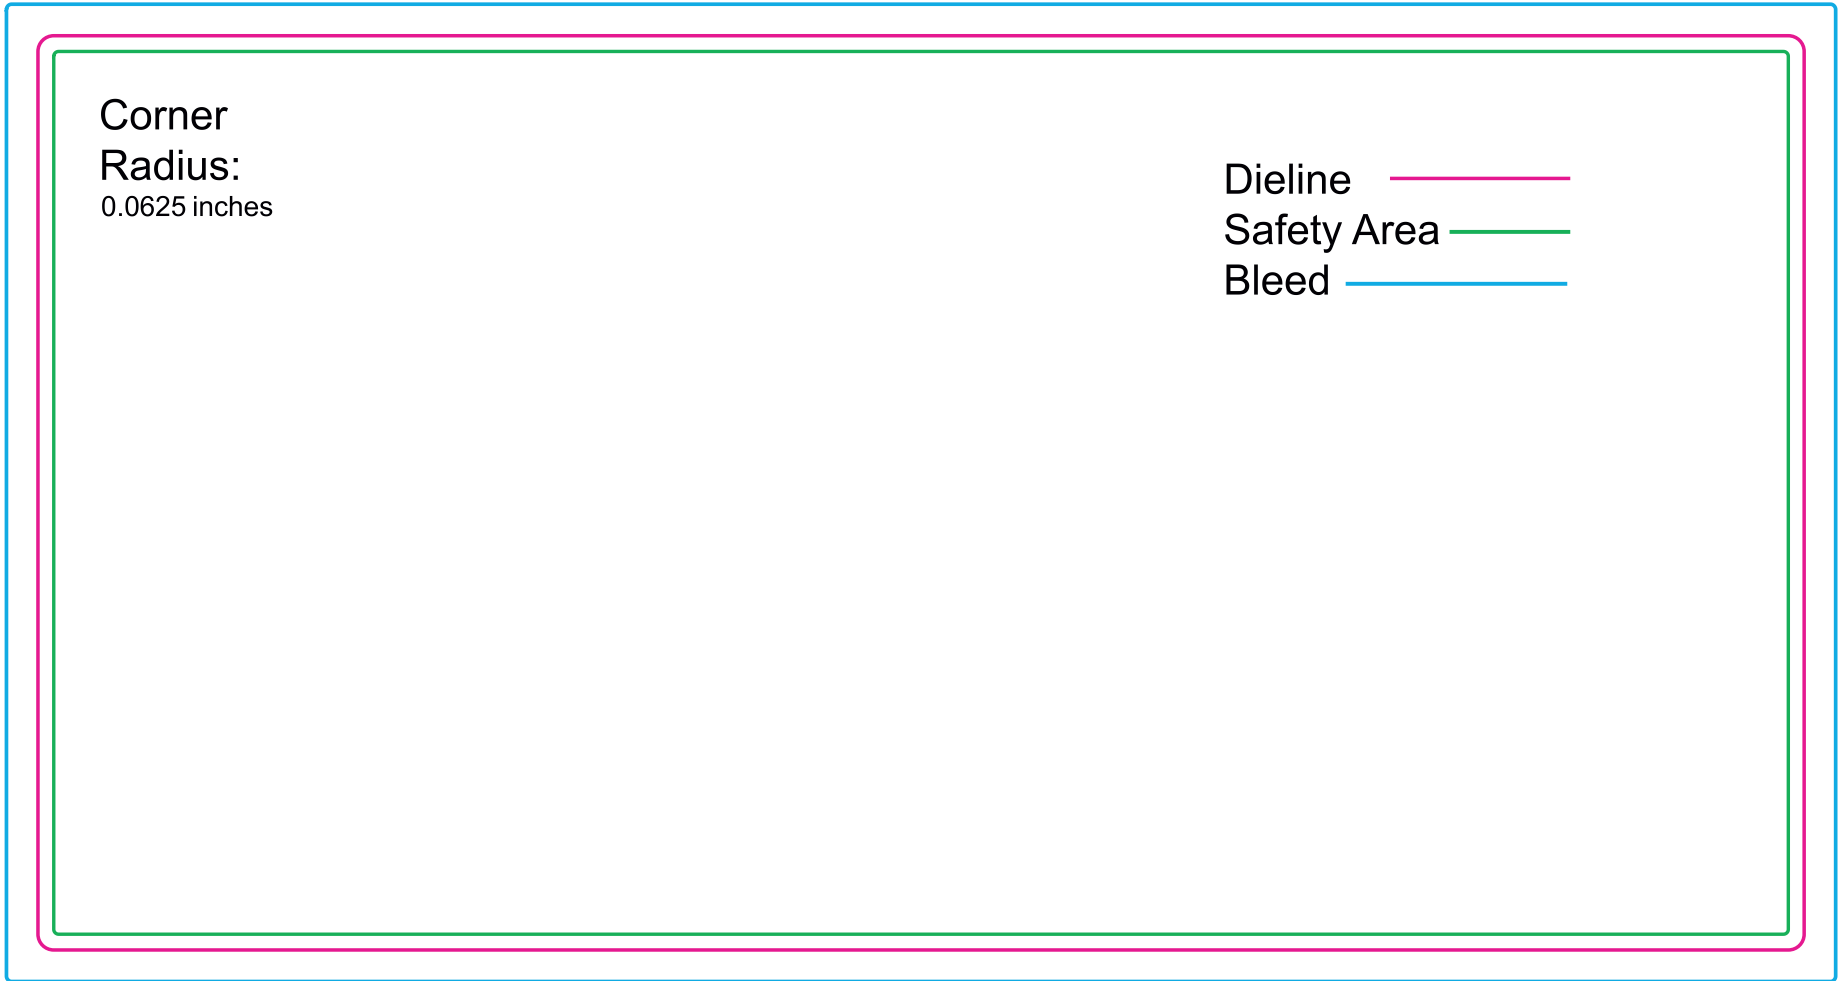 Corner
Radius:
0.0625 inches
Dieline
Safety Area
Bleed